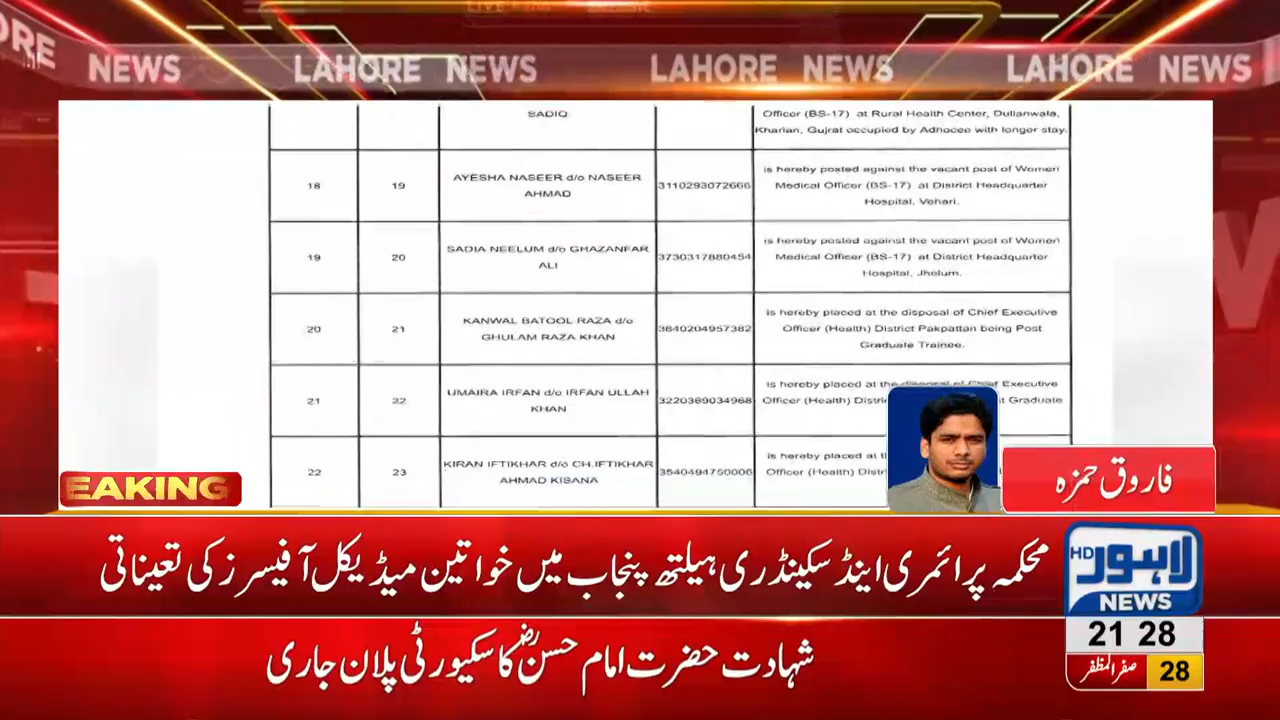 LIVE
ORE
NEWS
LAHORE NEWS
LAHORE NEWS
LAHORE NEWS
SADIQ
Officer (BS-17) at Rural Health Center, Dullanwala,
Kharian, Gujrat occupied by Adhocee with longer stay.
18
19
AYESHA NASEER d/o NASEER
AHMAD
3110293072666
is hereby posted against the vacant post of Women
Medical Officer (BS-17) at District Headquarter
Hospital, Vehari.
19
20
SADIA NEELUM d/o GHAZANFAR
ALI
3730317880454
is hereby posted against the vacant post of Women
Medical Officer (BS-17) at District Headquarter
Hospital, Jhelum.
20
21
KANWAL BATOOL RAZA d/o
GHULAM RAZA KHAN
3640204957382
is hereby placed at the disposal of Chief Executive
Officer (Health) District Pakpattan being Post
Graduate Trainee.
21
22
UMAIRA IRFAN d/o IRFAN ULLAH
KHAN
3220369034968
is hereby placed at the disposal of Chief Executive
Officer (Health) Distri
Graduate
22
23
KIRAN IFTIKHAR d/o CH.IFTIKHAR
AHMAD KISANA
3540494750006
is hereby placed at
Officer (Health) Distri
EAKING
فاروق حمزہ
محکمہ پرائمری اینڈ سکینڈری ہیلتھ پنجاب میں خواتین میڈیکل آفیسرز کی تعیناتی
لاہور HD
NEWS
21 28
شہادت حضرت امام حسنؓ کا سکیورٹی پلان جاری
صفر المظفر 28